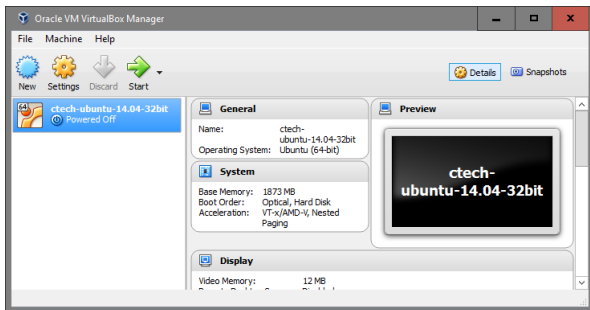 Oracle VM VirtualBox Manager
File Machine Help
New Settings Discard Start
Details Snapshots
64
ctech-ubuntu-14.04-32bit
Powered Off
General
Name: ctech-
ubuntu-14.04-32bit
Operating System: Ubuntu (64-bit)
System
Base Memory: 1873 MB
Boot Order: Optical, Hard Disk
Acceleration: VT-x/AMD-V, Nested
Paging
Display
Video Memory: 12 MB
Preview
ctech-
ubuntu-14.04-32bit